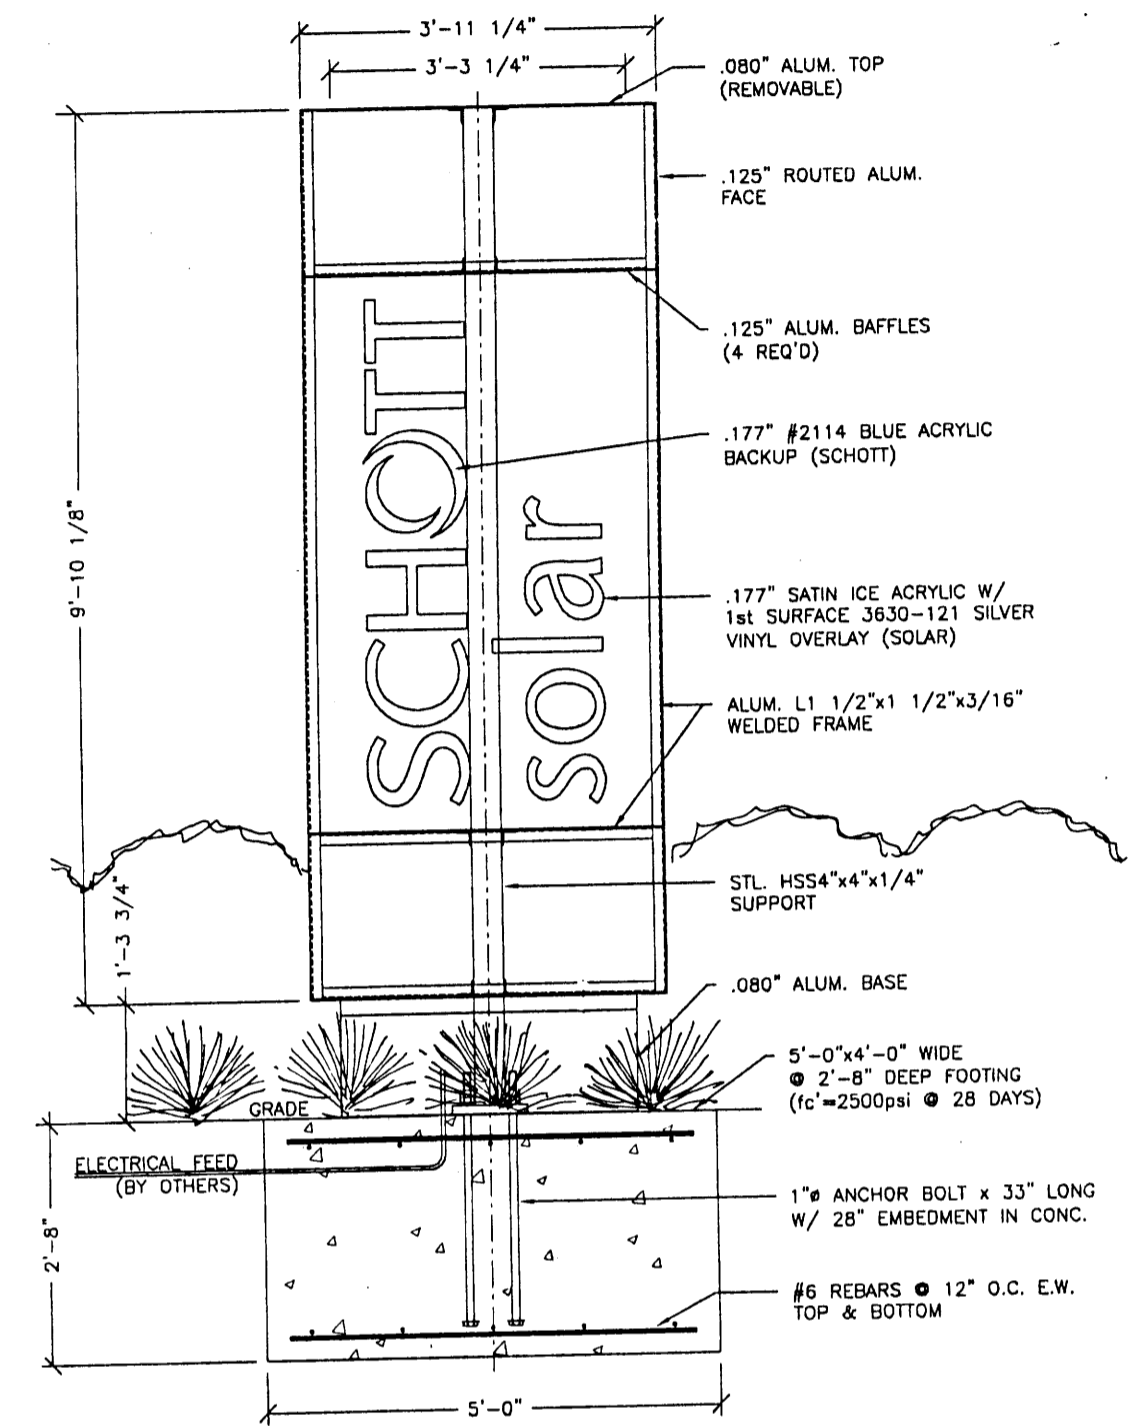 3'-11 1/4"
3'-3 1/4"
.080" ALUM. TOP
(REMOVABLE)
.125" ROUTED ALUM.
FACE
.125" ALUM. BAFFLES
(4 REQ'D)
.177" #2114 BLUE ACRYLIC
BACKUP (SCHOTT)
9'-10 1/8"
SCHOTT
solar
.177" SATIN ICE ACRYLIC W/
1st SURFACE 3630-121 SILVER
VINYL OVERLAY (SOLAR)
ALUM. L1 1/2"x1 1/2"x3/16"
WELDED FRAME
STL. HSS4"x4"x1/4"
SUPPORT
1'-3 3/4"
.080" ALUM. BASE
5'-0"x4'-0" WIDE
@ 2'-8" DEEP FOOTING
(fc'=2500psi @ 28 DAYS)
GRADE
ELECTRICAL FEED
(BY OTHERS)
1"ø ANCHOR BOLT x 33" LONG
W/ 28" EMBEDMENT IN CONC.
2'-8"
#6 REBARS @ 12" O.C. E.W.
TOP & BOTTOM
5'-0"